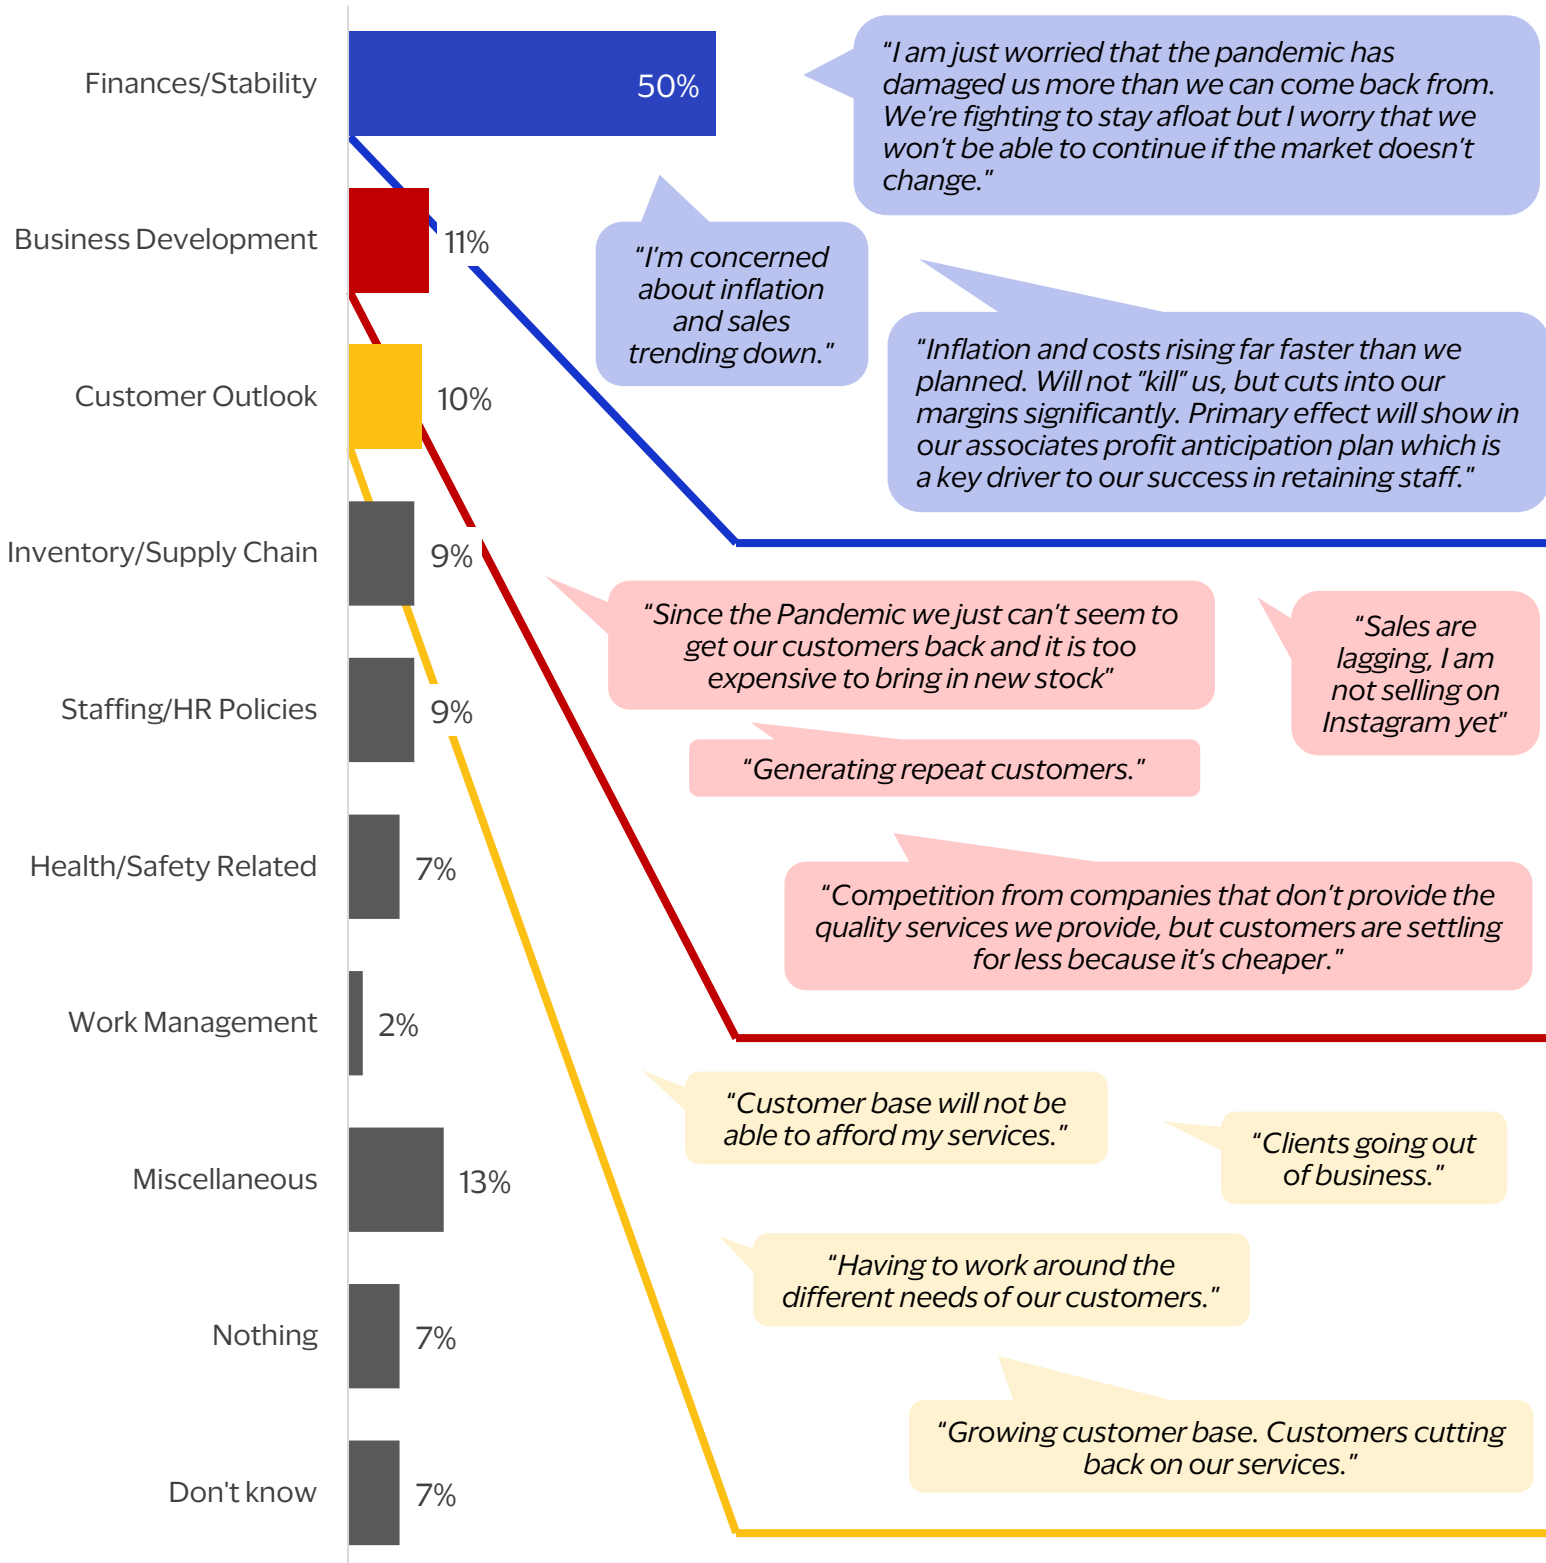 Finances/Stability
50%
Business Development
11%
Customer Outlook
10%
Inventory/Supply Chain
9%
Staffing/HR Policies
9%
Health/Safety Related
7%
Work Management
2%
Miscellaneous
13%
Nothing
7%
Don't know
7%
“I am just worried that the pandemic has
damaged us more than we can come back from.
We're fighting to stay afloat but I worry that we
won't be able to continue if the market doesn't
change.”
“I’m concerned
about inflation
and sales
trending down.”
“Inflation and costs rising far faster than we
planned. Will not "kill" us, but cuts into our
margins significantly. Primary effect will show in
our associates profit anticipation plan which is
a key driver to our success in retaining staff.”
“Since the Pandemic we just can’t seem to
get our customers back and it is too
expensive to bring in new stock”
“Sales are
lagging, I am
not selling on
Instagram yet”
“Generating repeat customers.”
“Competition from companies that don’t provide the
quality services we provide, but customers are settling
for less because it's cheaper.”
“Customer base will not be
able to afford my services.”
“Clients going out
of business.”
“Having to work around the
different needs of our customers.”
“Growing customer base. Customers cutting
back on our services.”